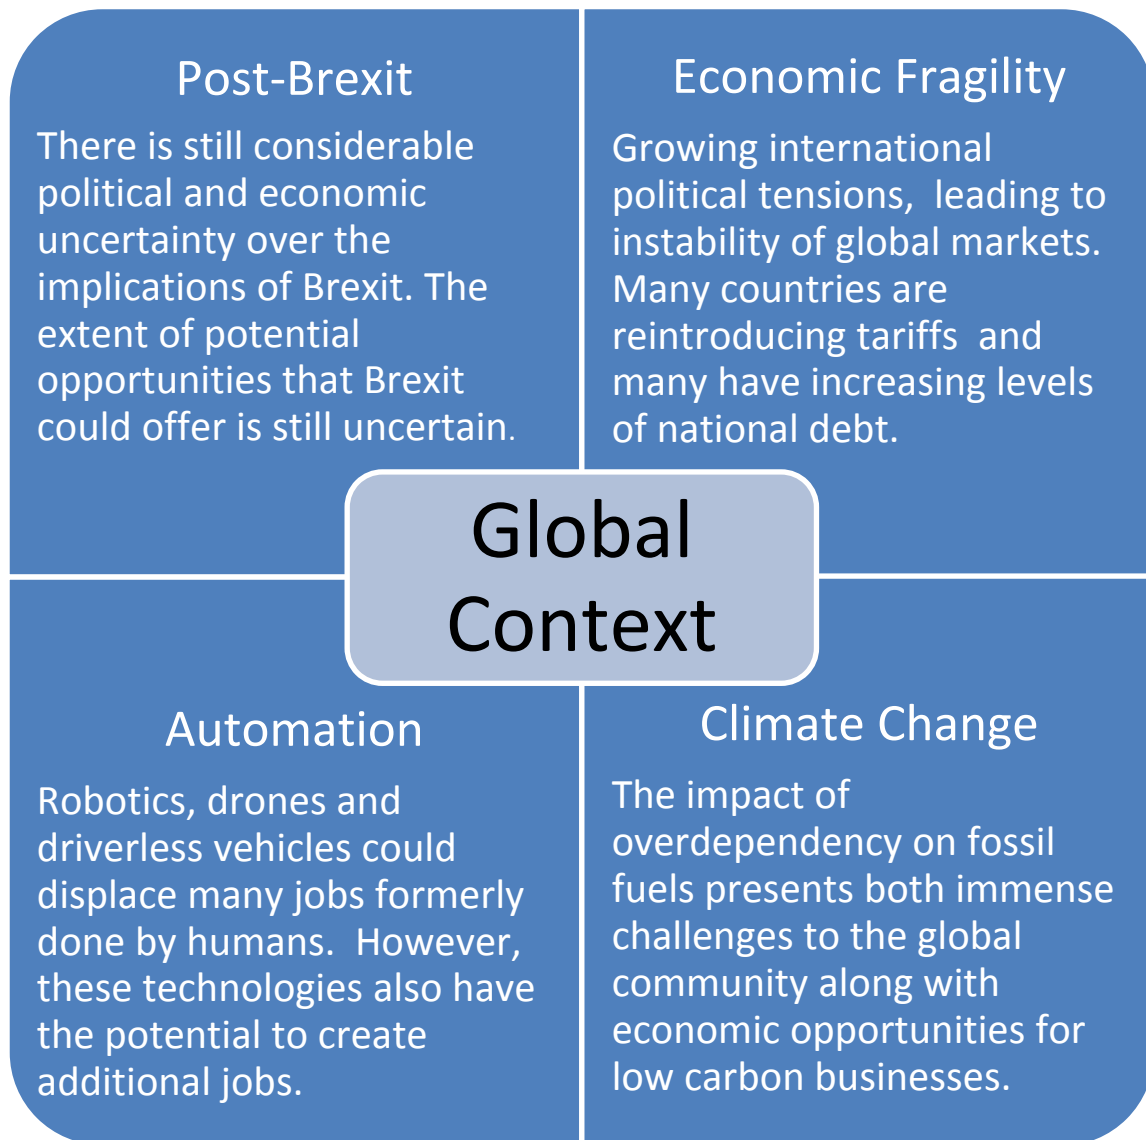 Post-Brexit
There is still considerable
political and economic
uncertainty over the
implications of Brexit. The
extent of potential
opportunities that Brexit
could offer is still uncertain.
Economic Fragility
Growing international
political tensions,  leading to
instability of global markets.
Many countries are
reintroducing tariffs  and
many have increasing levels
of national debt.
Global
Context
Automation
Robotics, drones and
driverless vehicles could
displace many jobs formerly
done by humans.  However,
these technologies also have
the potential to create
additional jobs.
Climate Change
The impact of
overdependency on fossil
fuels presents both immense
challenges to the global
community along with
economic opportunities for
low carbon businesses.